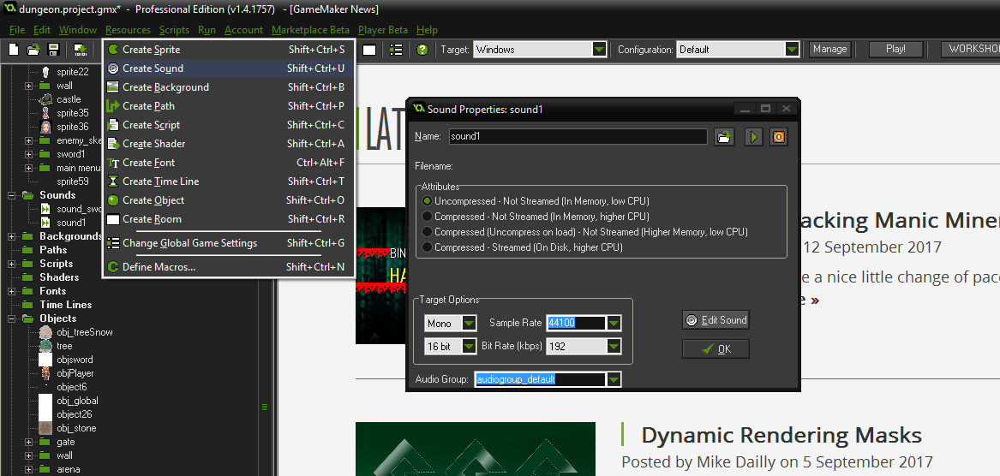 dungeon.project.gmx* - Professional Edition (v1.4.1757) - [GameMaker News]
File Edit Window Resources Scripts Run Account Marketplace Beta Player Beta Help
Target: Windows Configuration: Default Manage Play! WORKSHO
Create Sprite Shift+Ctrl+S
Create Sound Shift+Ctrl+U
Create Background Shift+Ctrl+B
Create Path Shift+Ctrl+P
Create Script Shift+Ctrl+C
Create Shader Shift+Ctrl+A
Create Font Ctrl+Alt+F
Create Time Line Shift+Ctrl+T
Create Object Shift+Ctrl+O
Create Room Shift+Ctrl+R
Change Global Game Settings Shift+Ctrl+G
Define Macros... Shift+Ctrl+N
sprite22
wall
castle
sprite35
sprite36
enemy_ske
sword1
main menu
sprite59
Sounds
sound_swo
sound1
Backgrounds
Paths
Scripts
Shaders
Fonts
Time Lines
Objects
obj_treeSnow
tree
objsword
objPlayer
object6
obj_global
object26
obj_stone
gate
wall
arena
LAT
Sound Properties: sound1
Name: sound1
Filename:
Attributes
Uncompressed - Not Streamed (In Memory, low CPU)
Compressed - Not Streamed (In Memory, higher CPU)
Compressed (Uncompress on load) - Not Streamed (Higher Memory, low CPU)
Compressed - Streamed (On Disk, higher CPU)
Target Options
Mono Sample Rate 44100
16 bit Bit Rate (kbps) 192
Edit Sound
OK
Audio Group: audiogroup_default
BIN
HA
acking Manic Miner
12 September 2017
e a nice little change of pace
e »
Dynamic Rendering Masks
Posted by Mike Dailly on 5 September 2017